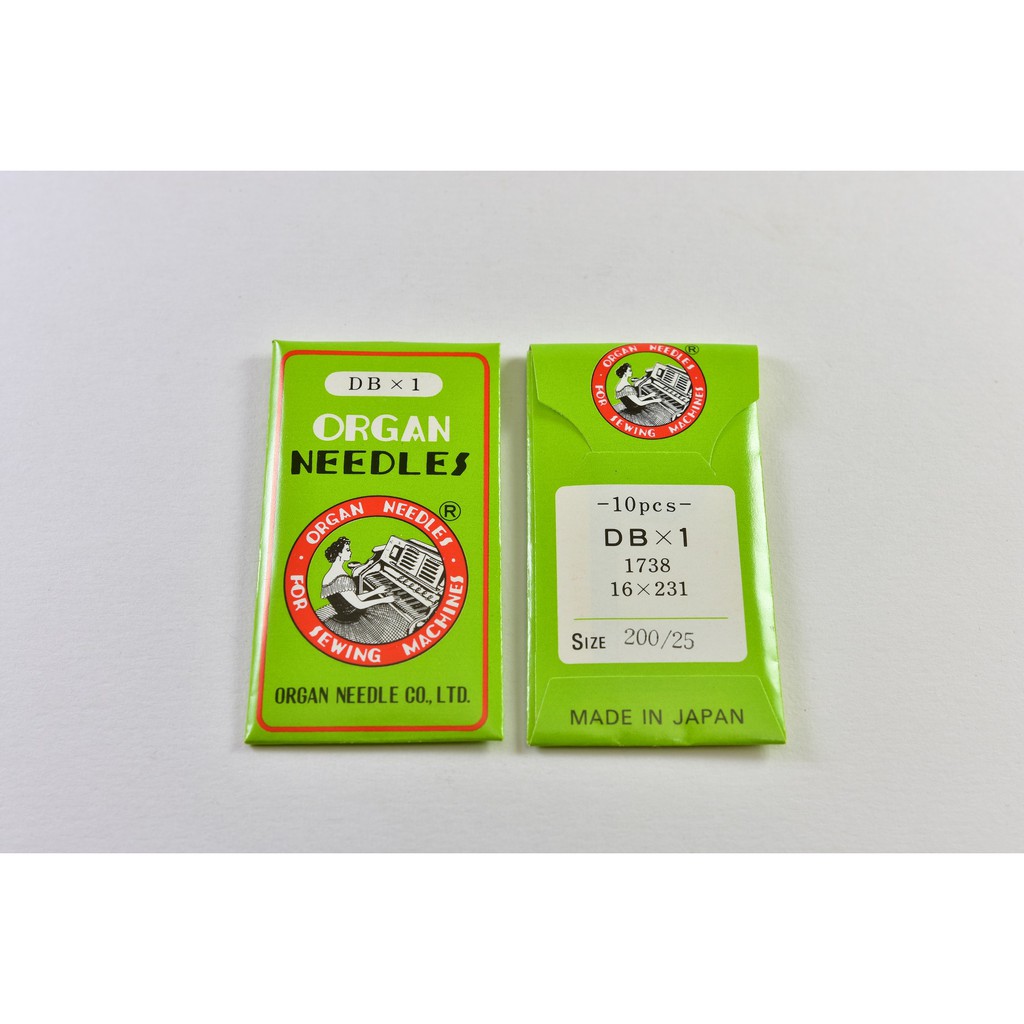 DB × 1
ORGAN
NEEDLES
ORGAN NEEDLES ®
FOR SEWING MACHINES
ORGAN NEEDLE CO., LTD.
ORGAN NEEDLES ®
FOR SEWING MACHINES
-10pcs-
DB×1
1738
16×231
SIZE 200/25
MADE IN JAPAN